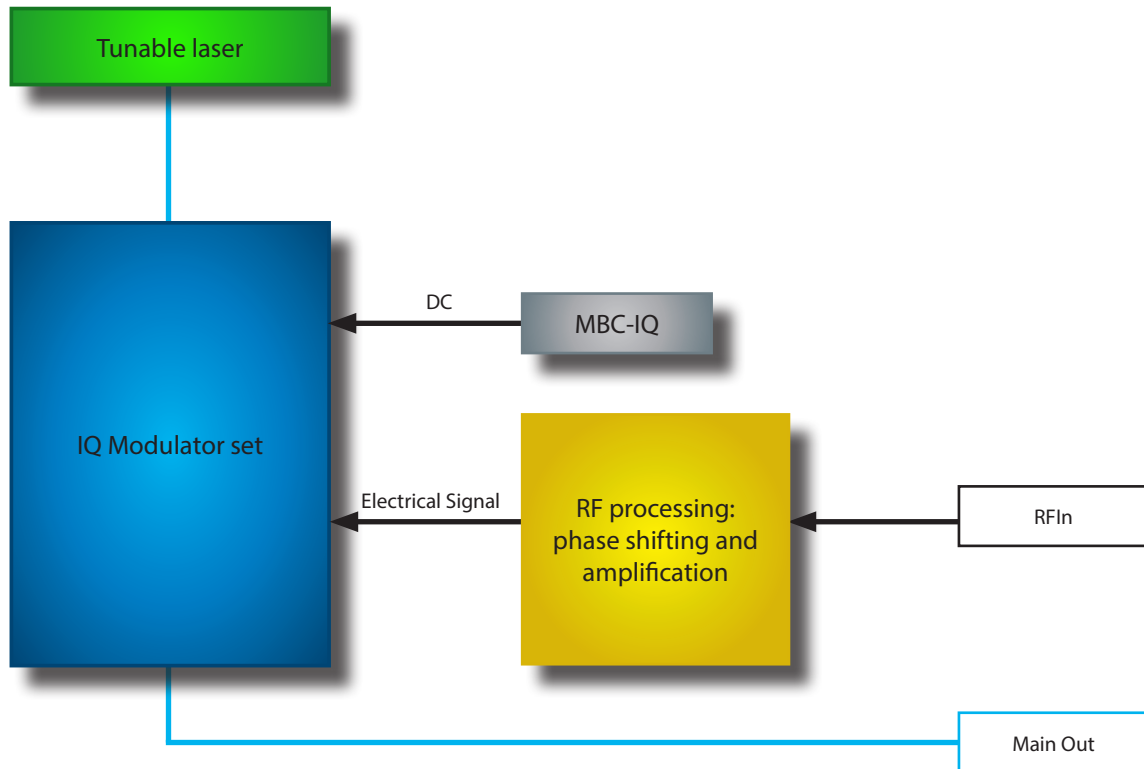 Tunable laser
DC
MBC-IQ
IQ Modulator set
Electrical Signal
RF processing:
phase shifting and
amplification
RFIn
Main Out